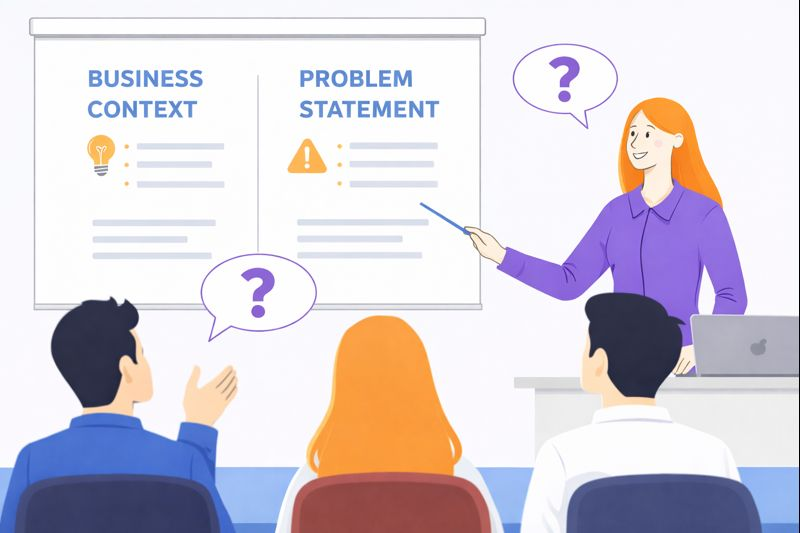 BUSINESS
CONTEXT
PROBLEM
STATEMENT
!
?
?